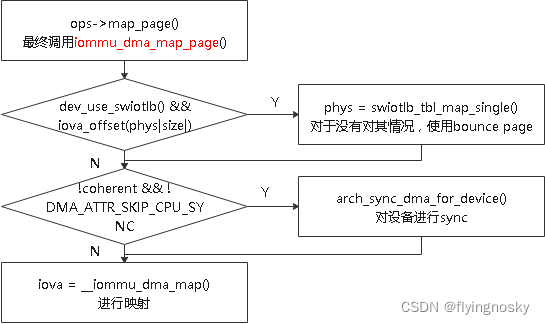 ops->map_page()
最终调用iommu_dma_map_page()
dev_use_swiotlb() &&
iova_offset(phys|size|)
Y
phys = swiotlb_tbl_map_single()
对于没有对其情况，使用bounce page
N
!coherent && !
DMA_ATTR_SKIP_CPU_SY
NC
Y
arch_sync_dma_for_device()
对设备进行sync
N
iova = __iommu_dma_map()
进行映射
CSDN @flyingnosky